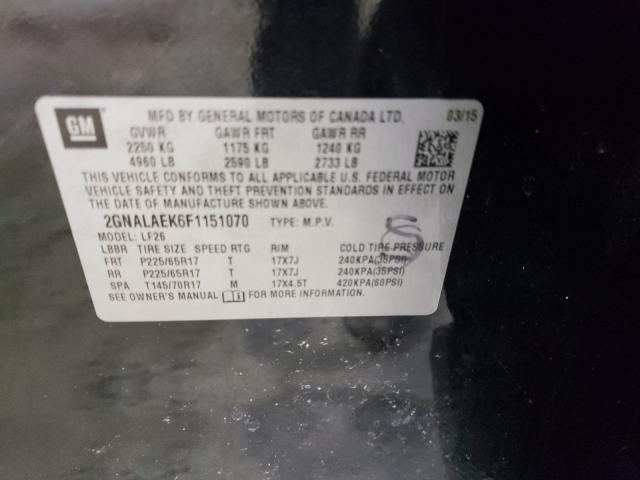 GM
MFD BY GENERAL MOTORS OF CANADA LTD. 03/15
GVWR GAWR FRT GAWR RR
2250 KG 1175 KG 1240 KG
4960 LB 2590 LB 2733 LB
THIS VEHICLE CONFORMS TO ALL APPLICABLE U.S. FEDERAL MOTOR
VEHICLE SAFETY AND THEFT PREVENTION STANDARDS IN EFFECT ON
THE DATE OF MANUFACTURE SHOWN ABOVE.
2GNALAEK6F1151070 TYPE: M.P.V.
MODEL: LF26
LBBR TIRE SIZE SPEED RTG RIM COLD TIRE PRESSURE
FRT P225/65R17 T 17X7J 240KPA(35PSI)
RR P225/65R17 T 17X7J 240KPA(35PSI)
SPA T145/70R17 M 17X4.5T 420KPA(60PSI)
SEE OWNER'S MANUAL FOR MORE INFORMATION.